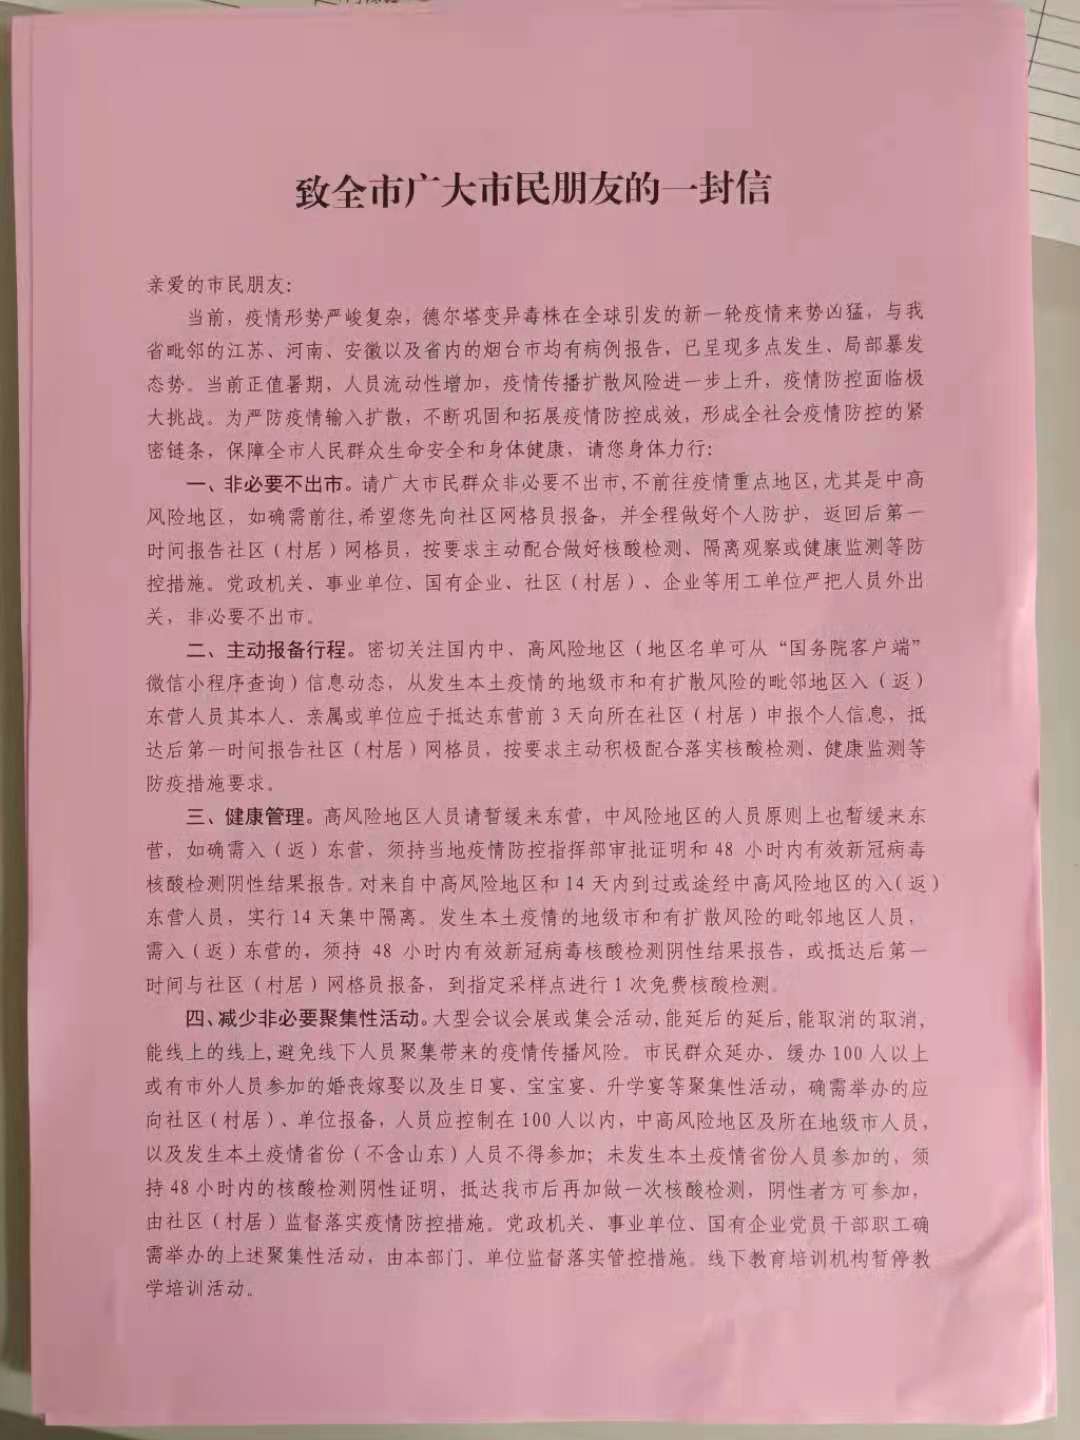 致全市广大市民朋友的一封信
亲爱的市民朋友:
当前，疫情形势严峻复杂，德尔塔变异毒株在全球引发的新一轮疫情来势凶猛，与我
省毗邻的江苏、河南、安徽以及省内的烟台市均有病例报告，已呈现多点发生、局部暴发
态势。当前正值暑期、人员流动性增加，疫情传播扩散风险进一步上升，疫情防控面临极
大挑战。为严防疫情输入扩散，不断巩固和拓展疫情防控成效，形成全社会疫情防控的紧
密链条，保障全市人民群众生命安全和身体健康，请您身体力行:
一、非必要不出市。请广大市民群众非必要不出市,不前往疫情重点地区,尤其是中高
风险地区，如确需前往,希望您先向社区网格员报备，并全程做好个人防护，返回后第一
时间报告社区（村居）网格员，按要求主动配合做好核酸检测、隔离观察或健康监测等防
控措施。党政机关、事业单位、国有企业、社区（村居）、企业等用工单位严把人员外出
关，非必要不出市。
二、主动报备行程。密切关注国内中、高风险地区（地区名单可从“国务院客户端”
微信小程序查询）信息动态，从发生本土疫情的地级市和有扩散风险的毗邻地区入（返）
东营人员其本人、亲属或单位应于抵达东营前3天向所在社区（村居）申报个人信息，抵
达后第一时间报告社区（村居）网格员，按要求主动积极配合落实核酸检测、健康监测等
防疫措施要求。
三、健康管理。高风险地区人员请暂缓来东营，中风险地区的人员原则上也暂缓来东
营，如确需入（返）东营，须持当地疫情防控指挥部审批证明和48 小时内有效新冠病毒
核酸检测阴性结果报告。对来自中高风险地区和14天内到过或途经中高风险地区的入(返)
东营人员，实行14天集中隔离。发生本土疫情的地级市和有扩散风险的毗邻地区人员，
需入（返）东营的，须持 48 小时内有效新冠病毒核酸检测阴性结果报告，或抵达后第一
时间与社区（村居）网格员报备，到指定采样点进行1次免费核酸检测。
四、减少非必要聚集性活动。大型会议会展或集会活动,能延后的延后,能取消的取消,
能线上的线上,避免线下人员聚集带来的疫情传播风险。市民群众延办、缓办100人以上
或有市外人员参加的婚丧嫁娶以及生日宴、宝宝宴、升学宴等聚集性活动，确需举办的应
向社区（村居）、单位报备，人员应控制在100人以内，中高风险地区及所在地级市人员，
以及发生本土疫情省份（不含山东）人员不得参加；未发生本土疫情省份人员参加的，须
持48小时内的核酸检测阴性证明，抵达我市后再加做一次核酸检测，阴性者方可参加，
由社区（村居）监督落实疫情防控措施。党政机关、事业单位、国有企业党员干部职工确
需举办的上述聚集性活动，由本部门、单位监督落实管控措施。线下教育培训机构暂停教
学培训活动。